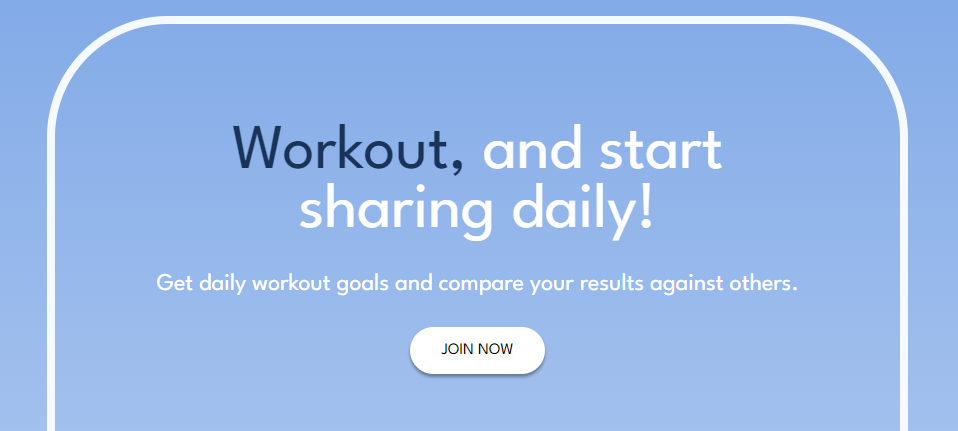 Workout, and start
sharing daily!
Get daily workout goals and compare your results against others.
JOIN NOW